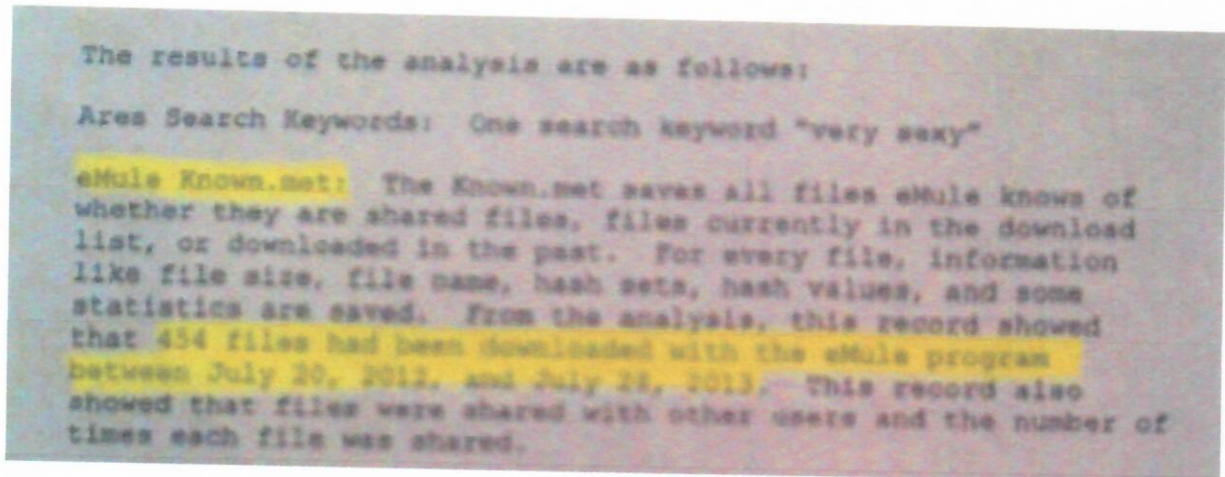 The results of the analysis are as follows:
Ares Search Keywords: One search keyword "very sexy"
eMule Known.met: The Known.met saves all files eMule knows of
whether they are shared files, files currently in the download
list, or downloaded in the past. For every file, information
like file size, file name, hash sets, hash values, and some
statistics are saved. From the analysis, this record showed
that 454 files had been downloaded with the eMule program
between July 20, 2012, and July 2013. This record also
showed that files were shared with other users and the number of
times each file was shared.